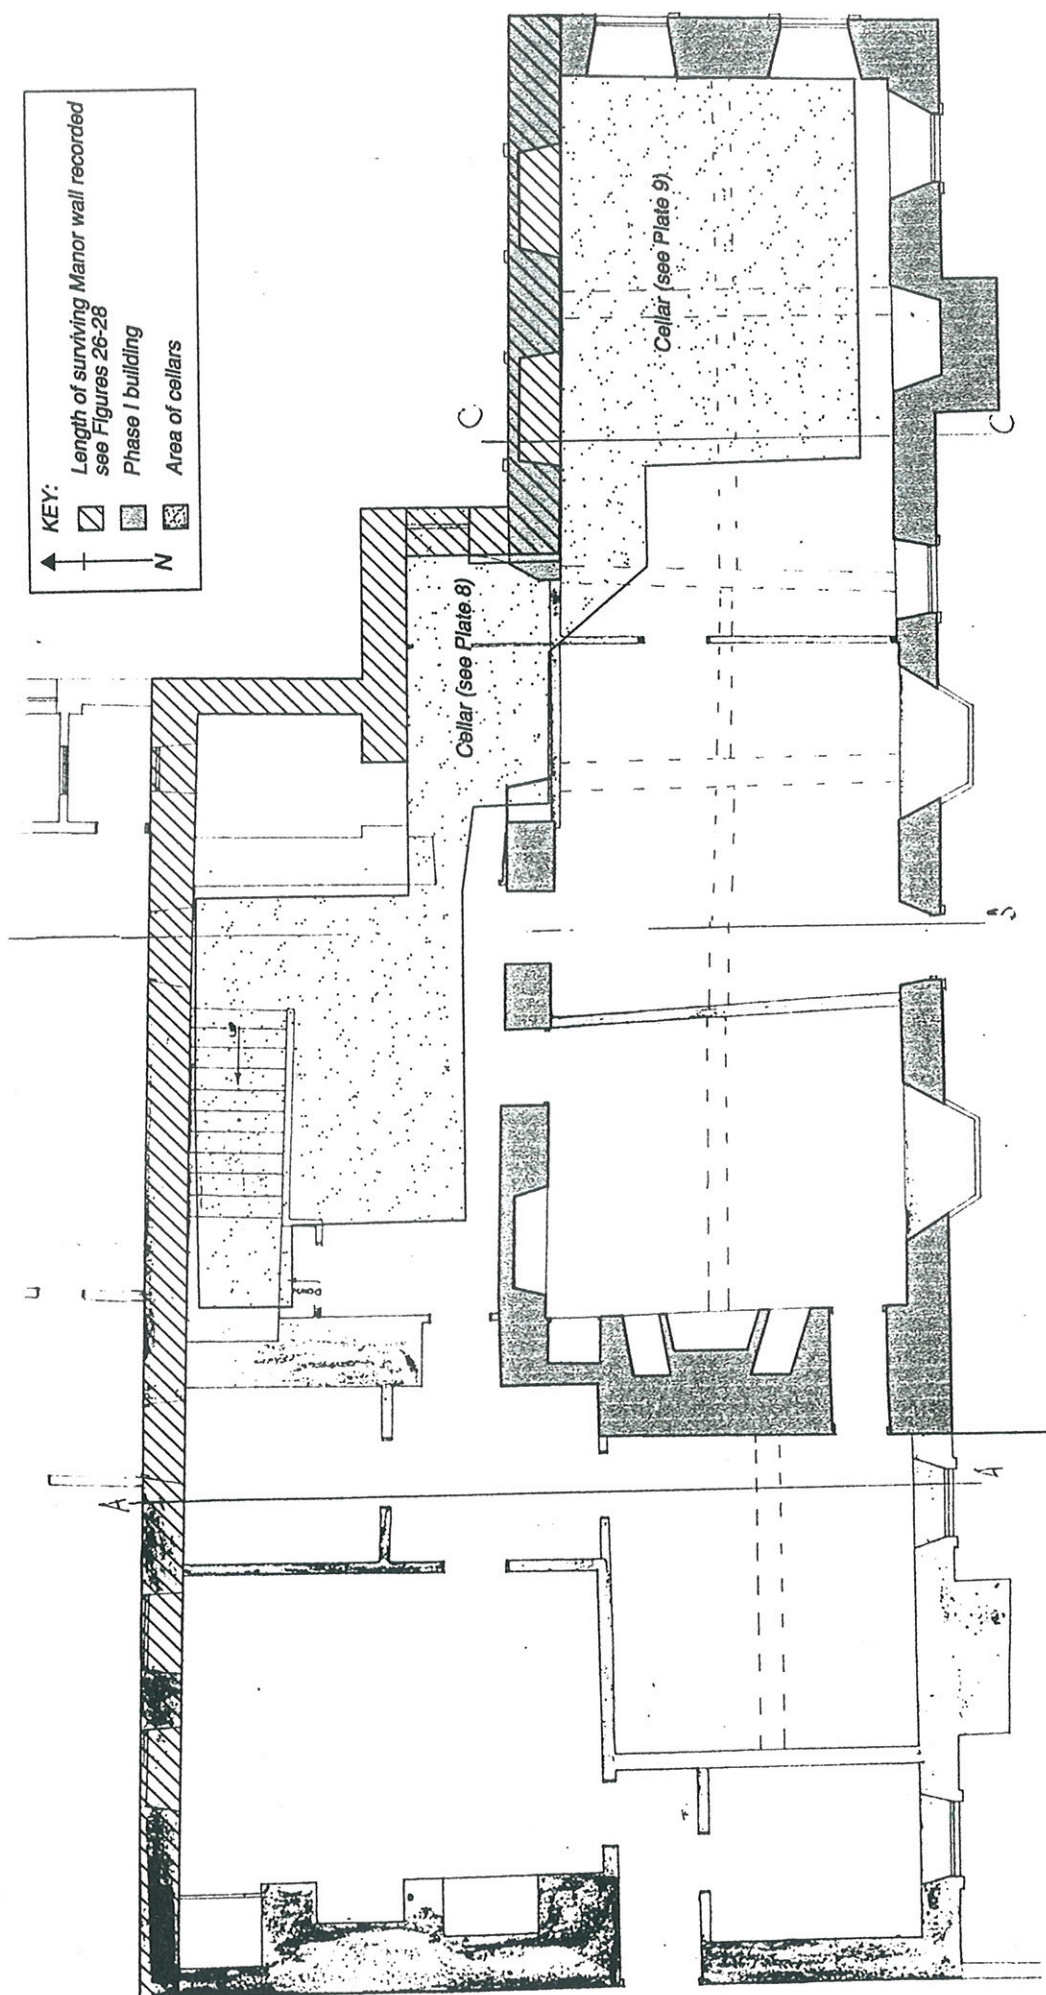 KEY:
Length of surviving Manor wall recorded
see Figures 26-28
Phase I building
Area of cellars
N
Cellar (see Plate 9)
Cellar (see Plate 8)
C
C
B
A
A
Down